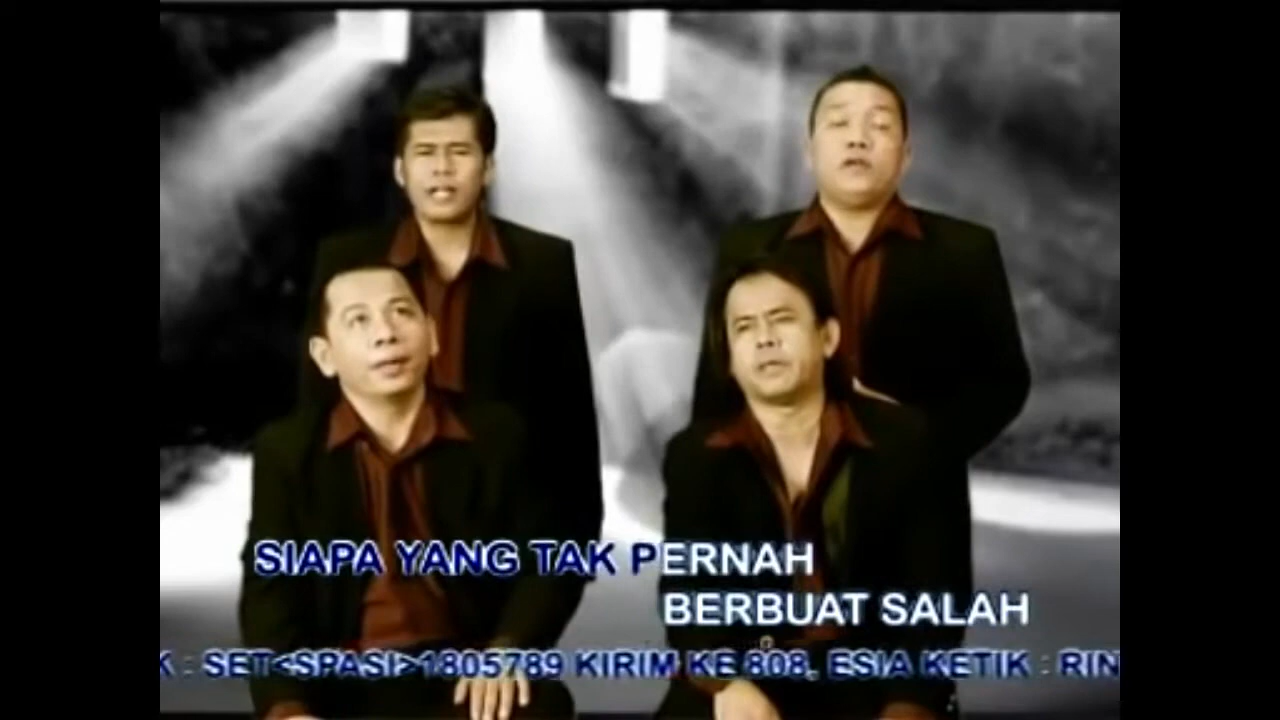 SIAPA YANG TAK PERNAH
BERBUAT SALAH
K : SET<SPASI>1805789 KIRIM KE 808, ESIA KETIK : RIN